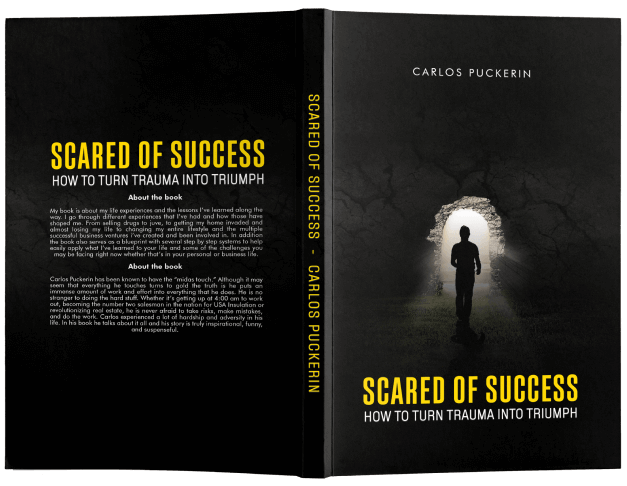 SCARED OF SUCCESS
HOW TO TURN TRAUMA INTO TRIUMPH
About the book
My book is about my life experiences and the lessons I've learned along the
way. I go through different experiences that I've had and how those have
shaped me. From selling drugs to juve, to getting my home invaded and
almost losing my life to changing my entire lifestyle and the multiple
successful business ventures I've created and been involved in. In addition
the book also serves as a blueprint with several step by step systems to help
easily apply what I've learned to your life and some of the challenges you
may be facing right now whether that's in your personal or business life.
About the book
Carlos Puckerin has been known to have the "midas touch." Although it may
seem that everything he touches turns to gold the truth is he puts an
immense amount of work and effort into everything that he does. He is no
stranger to doing the hard stuff. Whether it's getting up at 4:00 am to work
out, becoming the number two salesman in the nation for USA Insulation or
revolutionizing real estate, he is never afraid to take risks, make mistakes,
and do the work. Carlos experienced a lot of hardship and adversity in his
life. In his book he talks about it all and his story is truly inspirational, funny,
and suspenseful.
SCARED OF SUCCESS - CARLOS PUCKERIN
CARLOS PUCKERIN
SCARED OF SUCCESS
HOW TO TURN TRAUMA INTO TRIUMPH